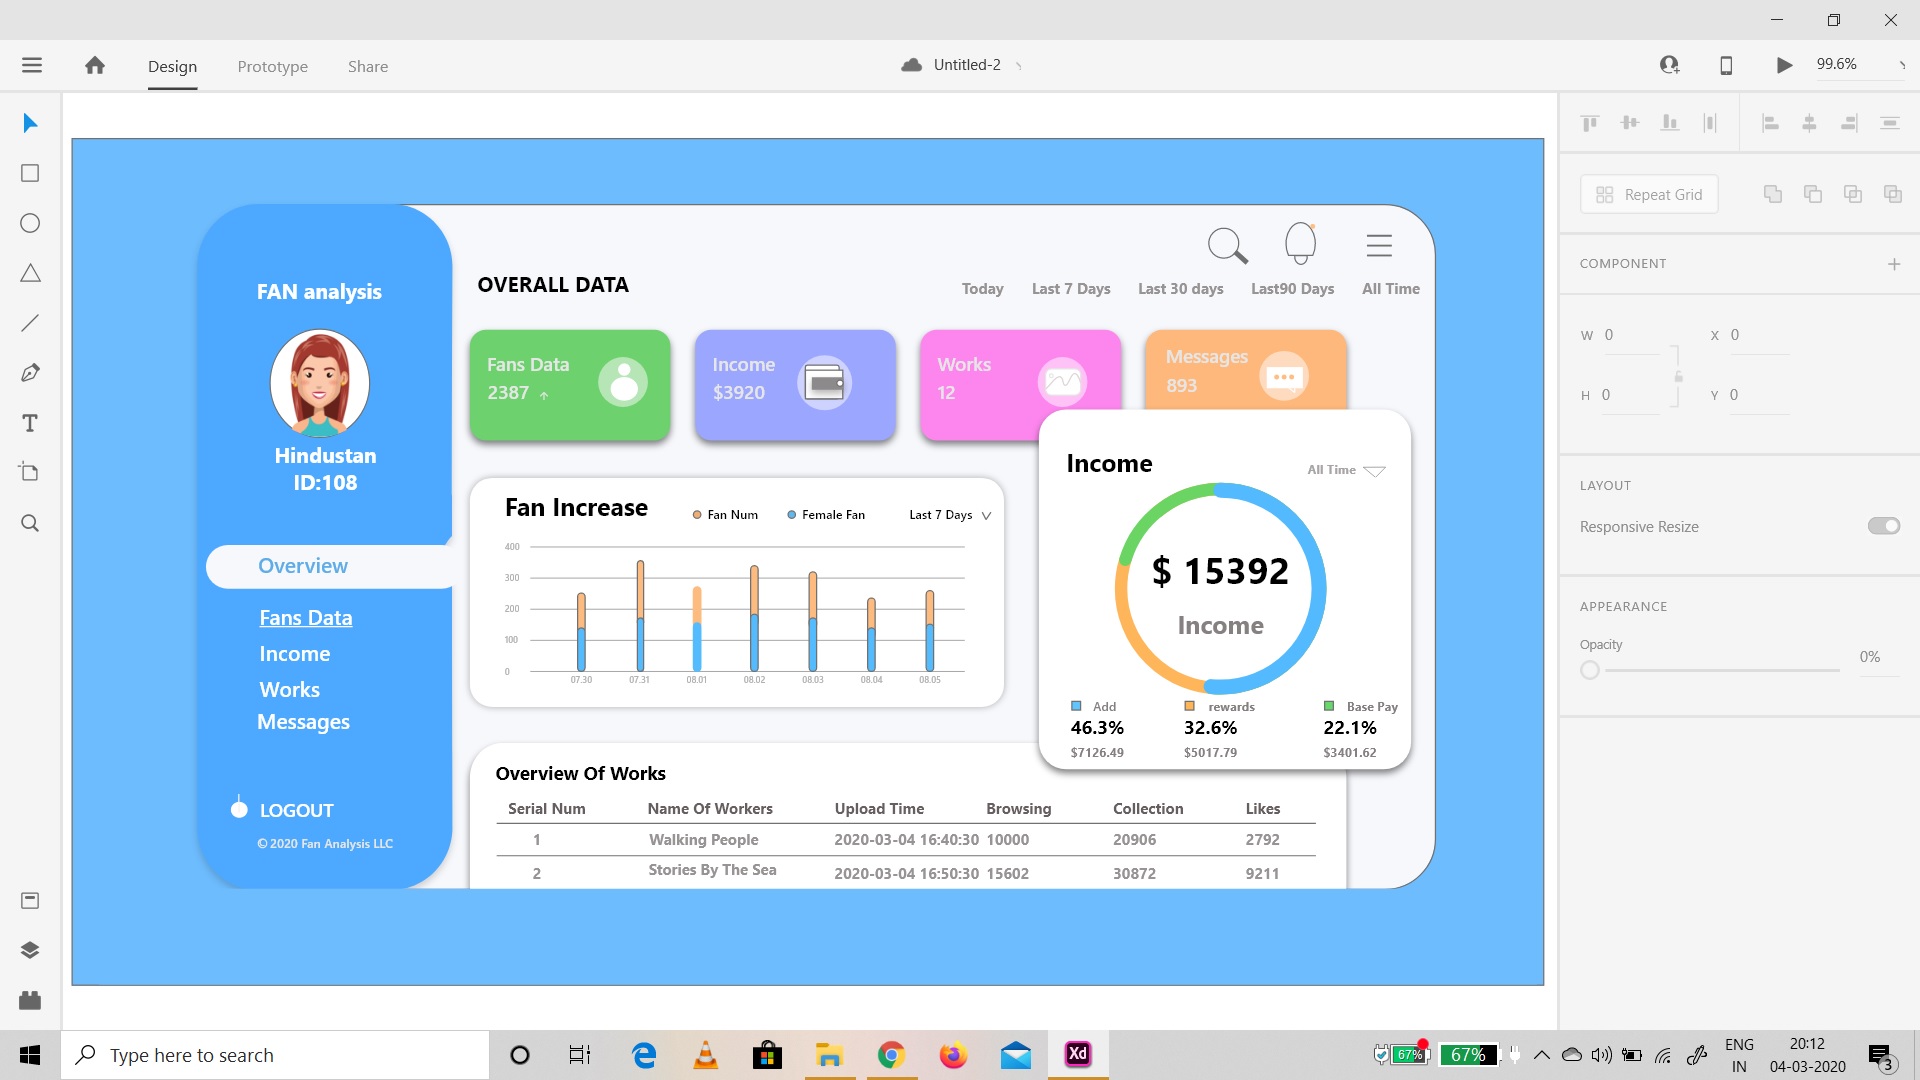 Design Prototype Share
Untitled-2
99.6%
Repeat Grid
COMPONENT
W 0 X 0
H 0 Y 0
LAYOUT
Responsive Resize
APPEARANCE
Opacity
0%
FAN analysis
Hindustan
ID:108
Overview
Fans Data
Income
Works
Messages
LOGOUT
© 2020 Fan Analysis LLC
OVERALL DATA
Today Last 7 Days Last 30 days Last90 Days All Time
Fans Data
2387
Income
$3920
Works
12
Messages
893
Fan Increase
Fan Num Female Fan Last 7 Days
400
300
200
100
0
07.30 07.31 08.01 08.02 08.03 08.04 08.05
Income
All Time
$ 15392
Income
Add rewards Base Pay
46.3% 32.6% 22.1%
$7126.49 $5017.79 $3401.62
Overview Of Works
Serial Num Name Of Workers Upload Time Browsing Collection Likes
1 Walking People 2020-03-04 16:40:30 10000 20906 2792
2 Stories By The Sea 2020-03-04 16:50:30 15602 30872 9211
Type here to search
Xd
67%
67%
ENG
IN
20:12
04-03-2020
3